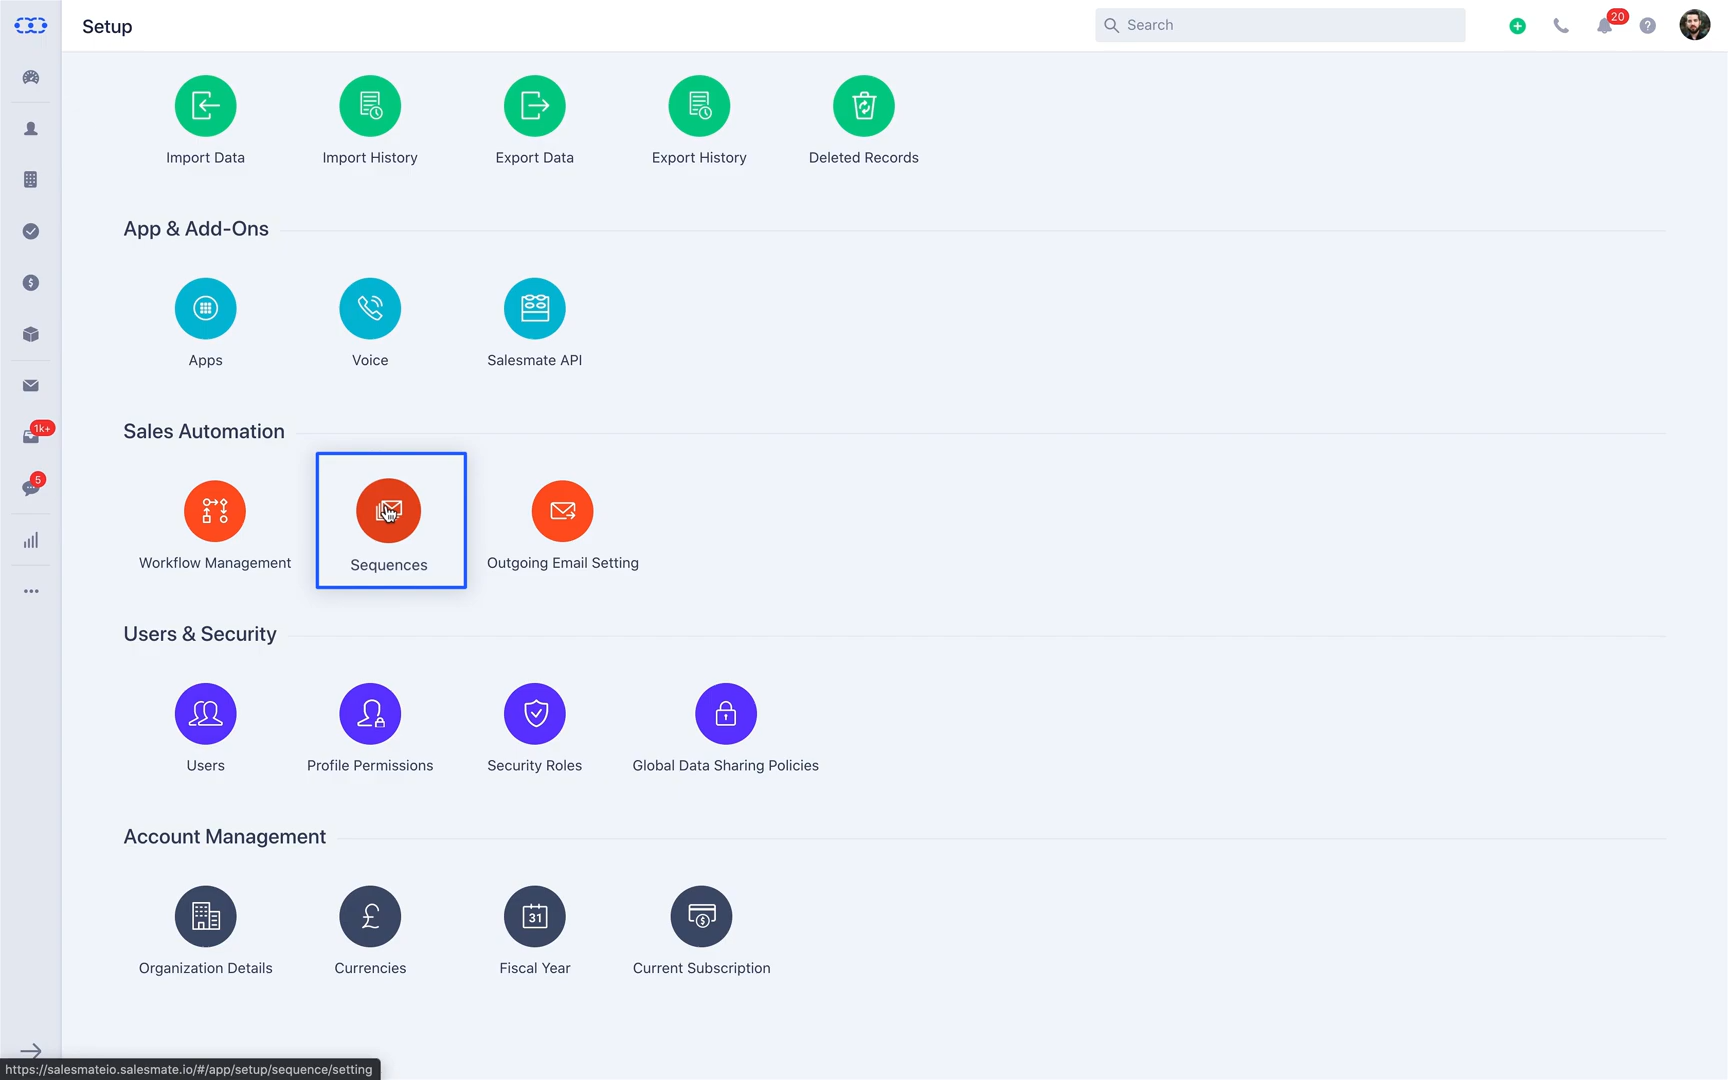 Setup
Search
20
Import Data
Import History
Export Data
Export History
Deleted Records
App & Add-Ons
Apps
Voice
Salesmate API
Sales Automation
1k+
5
Workflow Management
Sequences
Outgoing Email Setting
Users & Security
Users
Profile Permissions
Security Roles
Global Data Sharing Policies
Account Management
31
Organization Details
Currencies
Fiscal Year
Current Subscription
https://salesmateio.salesmate.io/#/app/setup/sequence/setting